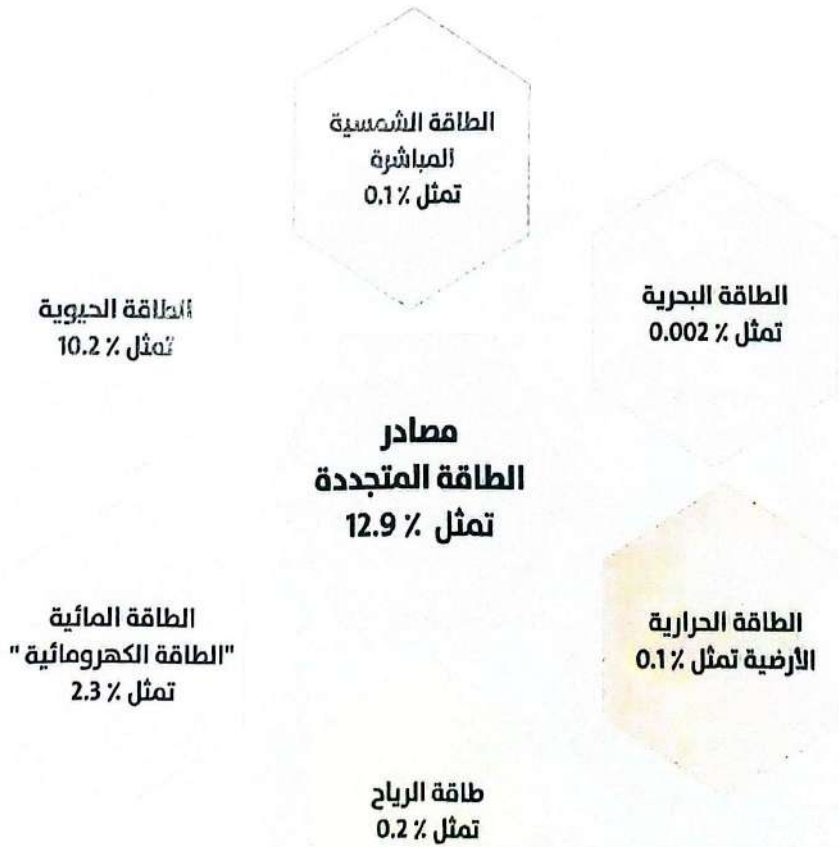 الطاقة الشمسية
المباشرة
تمثل ٪ 0.1
الطاقة البحرية
تمثل ٪ 0.002
الطاقة الحيوية
تمثل ٪ 10.2
مصادر
الطاقة المتجددة
تمثل ٪ 12.9
الطاقة الحرارية
الأرضية تمثل ٪ 0.1
الطاقة المائية
"الطاقة الكهرومائية "
تمثل ٪ 2.3
طاقة الرياح
تمثل ٪ 0.2